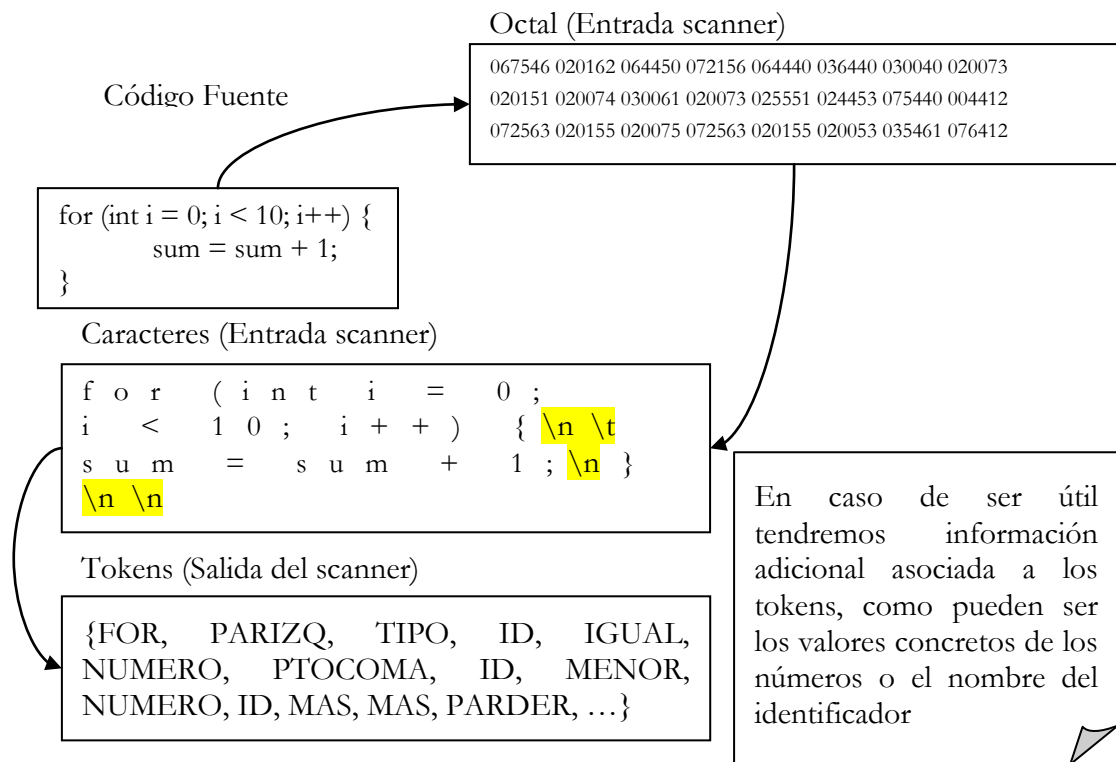 Octal (Entrada scanner)
067546 020162 064450 072156 064440 036440 030040 020073
020151 020074 030061 020073 025551 024453 075440 004412
072563 020155 020075 072563 020155 020053 035461 076412
Código Fuente
for (int i = 0; i < 10; i++) {
sum = sum + 1;
}
Caracteres (Entrada scanner)
f o r ( i n t i = 0 ;
i < 1 0 ; i + + ) { \n \t
s u m = s u m + 1 ; \n }
\n \n
Tokens (Salida del scanner)
{FOR, PARIZQ, TIPO, ID, IGUAL,
NUMERO, PTOCOMA, ID, MENOR,
NUMERO, ID, MAS, MAS, PARDER, …}
En caso de ser útil
tendremos información
adicional asociada a los
tokens, como pueden ser
los valores concretos de los
números o el nombre del
identificador